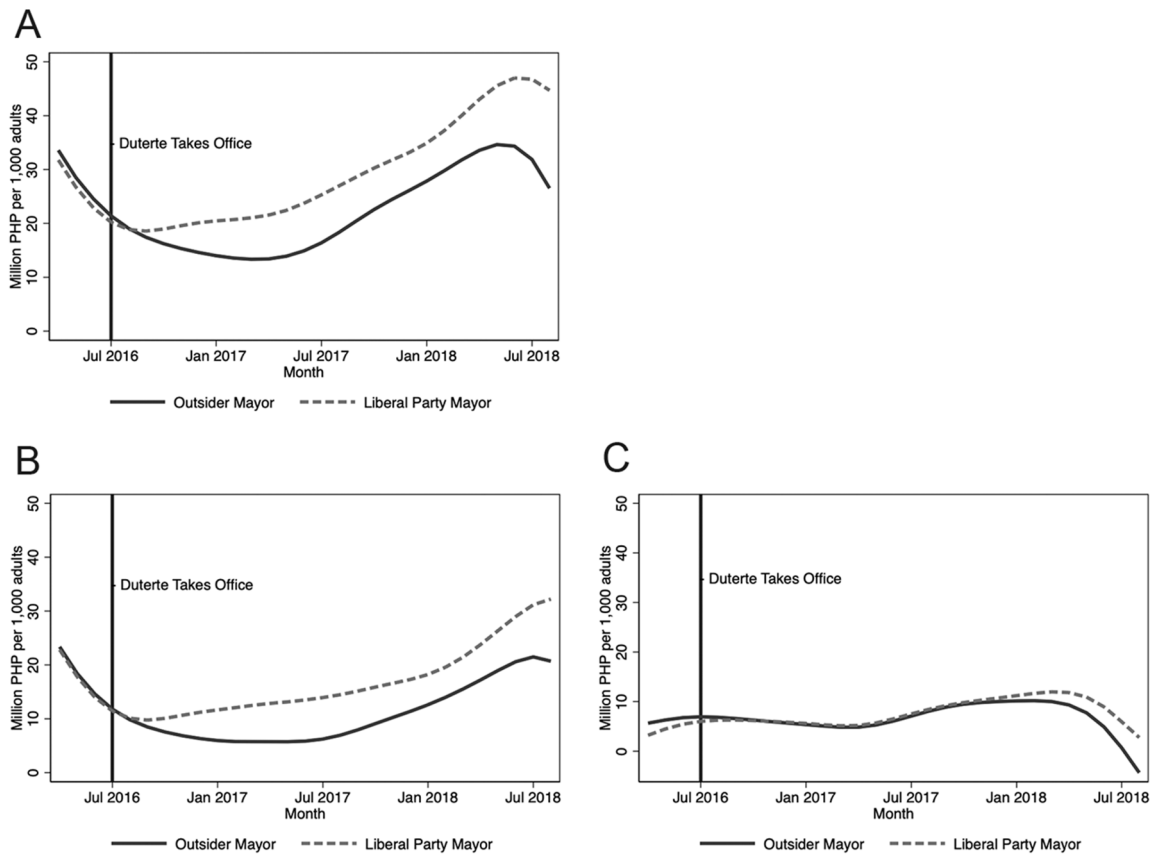 A
Million PHP per 1,000 adults
50
40
30
20
10
0
Duterte Takes Office
Jul 2016 Jan 2017 Jul 2017 Jan 2018 Jul 2018
Month
Outsider Mayor Liberal Party Mayor
B
Million PHP per 1,000 adults
50
40
30
20
10
0
Duterte Takes Office
Jul 2016 Jan 2017 Jul 2017 Jan 2018 Jul 2018
Month
Outsider Mayor Liberal Party Mayor
C
Million PHP per 1,000 adults
50
40
30
20
10
0
Duterte Takes Office
Jul 2016 Jan 2017 Jul 2017 Jan 2018 Jul 2018
Month
Outsider Mayor Liberal Party Mayor